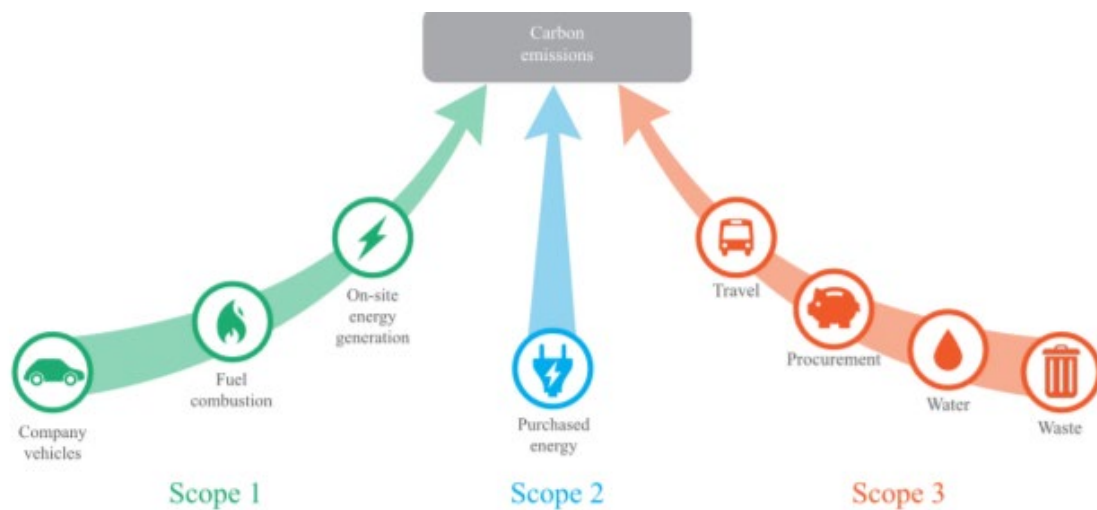 Carbon
emissions
On-site
energy
generation
Travel
Procurement
Fuel
combustion
Water
Company
vehicles
Purchased
energy
Waste
Scope 1
Scope 2
Scope 3